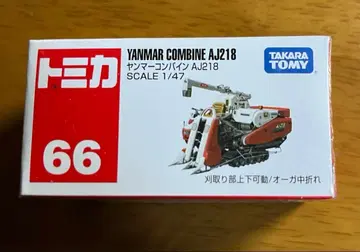 トミカ
66
YANMAR COMBINE AJ218
ヤンマーコンバイン AJ218
SCALE 1/47
TAKARA
TOMY
刈取り部上下可動/オーガ中折れ